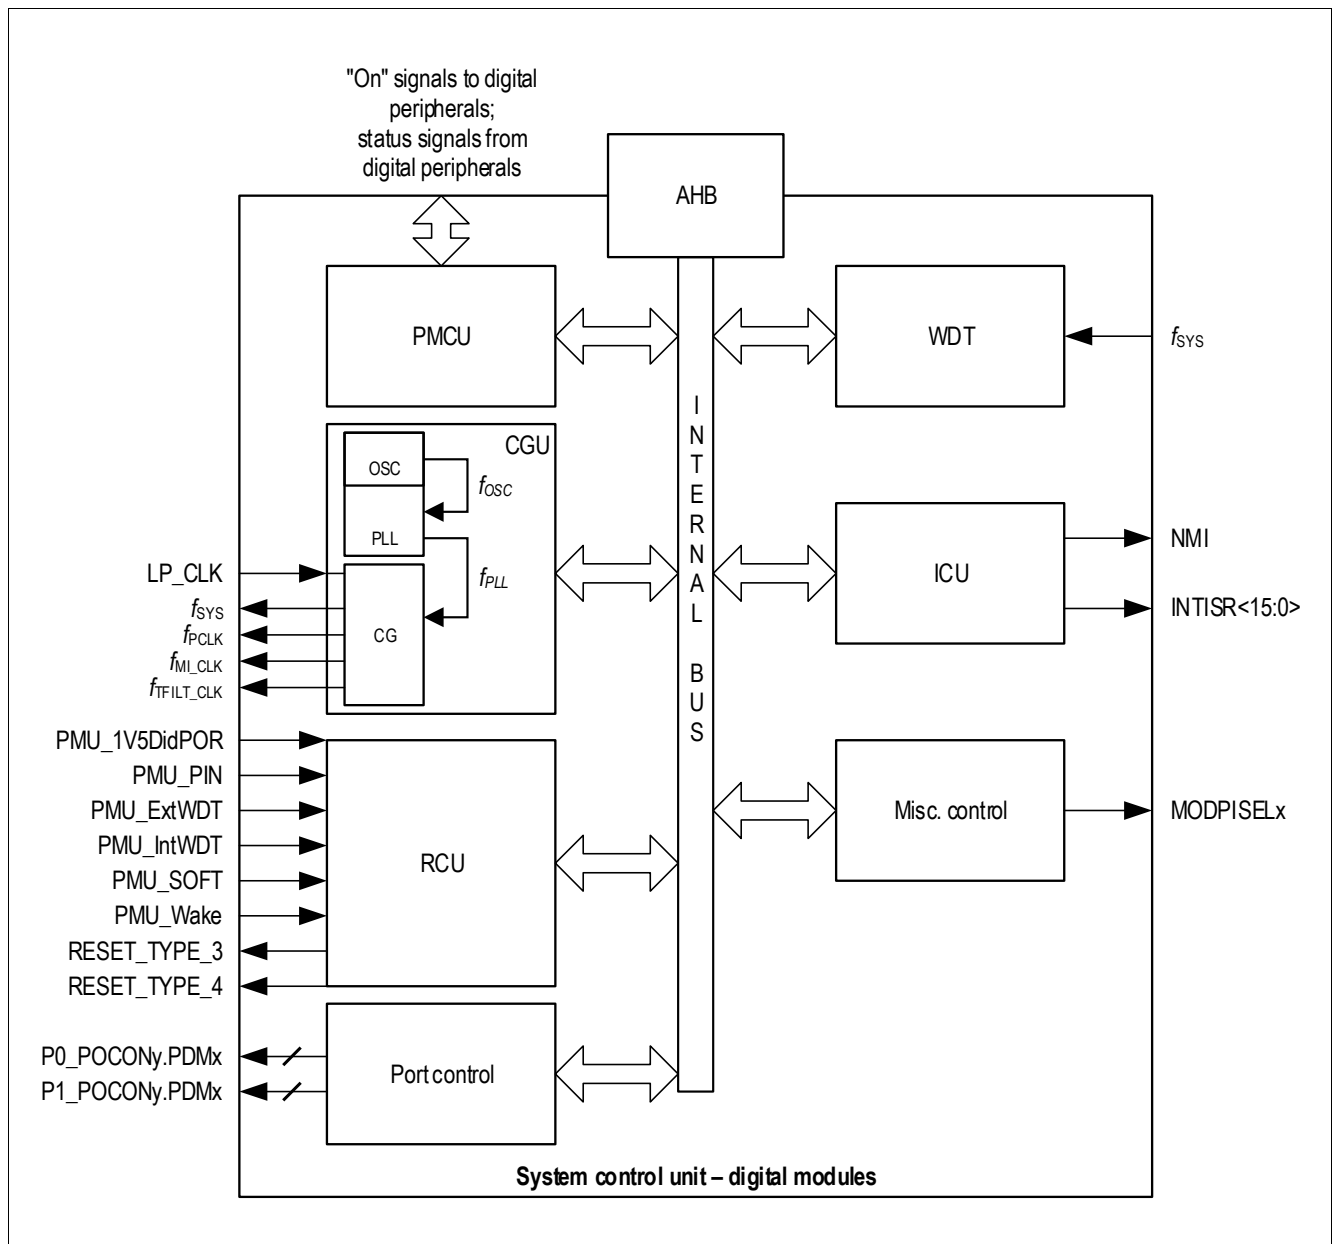 "On" signals to digital
peripherals;
status signals from
digital peripherals
AHB
PMCU
WDT
fSYS
INTERNAL BUS
CGU
OSC
fOSC
PLL
fPLL
LP_CLK
fSYS
fPCLK
CG
fMI_CLK
fTFILT_CLK
ICU
NMI
INTISR<15:0>
PMU_1V5DidPOR
PMU_PIN
PMU_ExtWDT
PMU_IntWDT
PMU_SOFT
PMU_Wake
RESET_TYPE_3
RESET_TYPE_4
RCU
Misc. control
MODPISELx
P0_POCONy.PDMx
P1_POCONy.PDMx
Port control
System control unit – digital modules